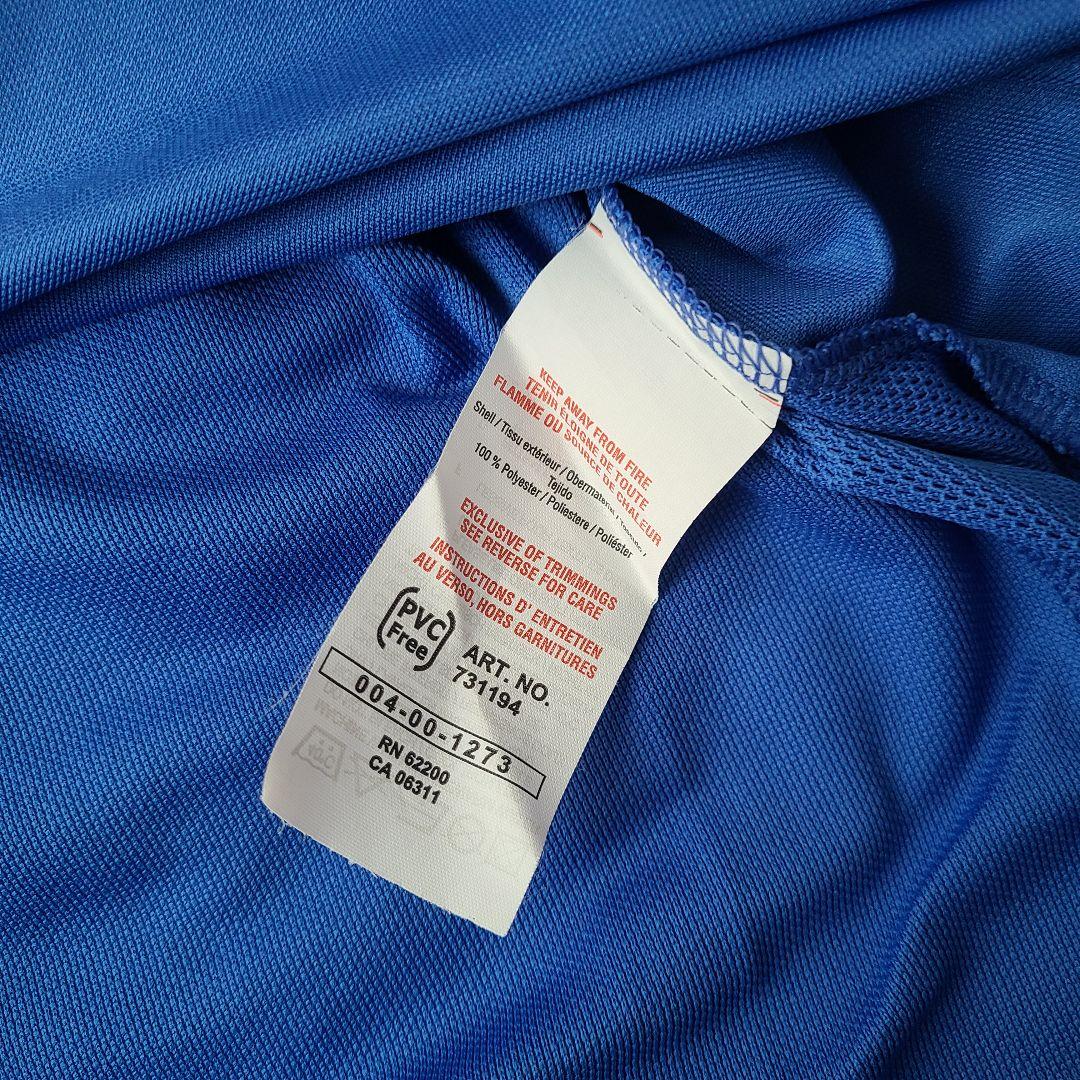 KEEP AWAY FROM FIRE
TENIR ÉLOIGNE DE TOUTE
FLAMME OU SOURCE DE CHALEUR
Shell / Tissu extérieur / Obermaterial / Tessuto /
Tejido
100 % Polyester / Poliestere / Poliéster
EXCLUSIVE OF TRIMMINGS
SEE REVERSE FOR CARE
INSTRUCTIONS D' ENTRETIEN
AU VERSO, HORS GARNITURES
PVC
Free
ART. NO.
731194
004-00-1273
RN 62200
CA 06311